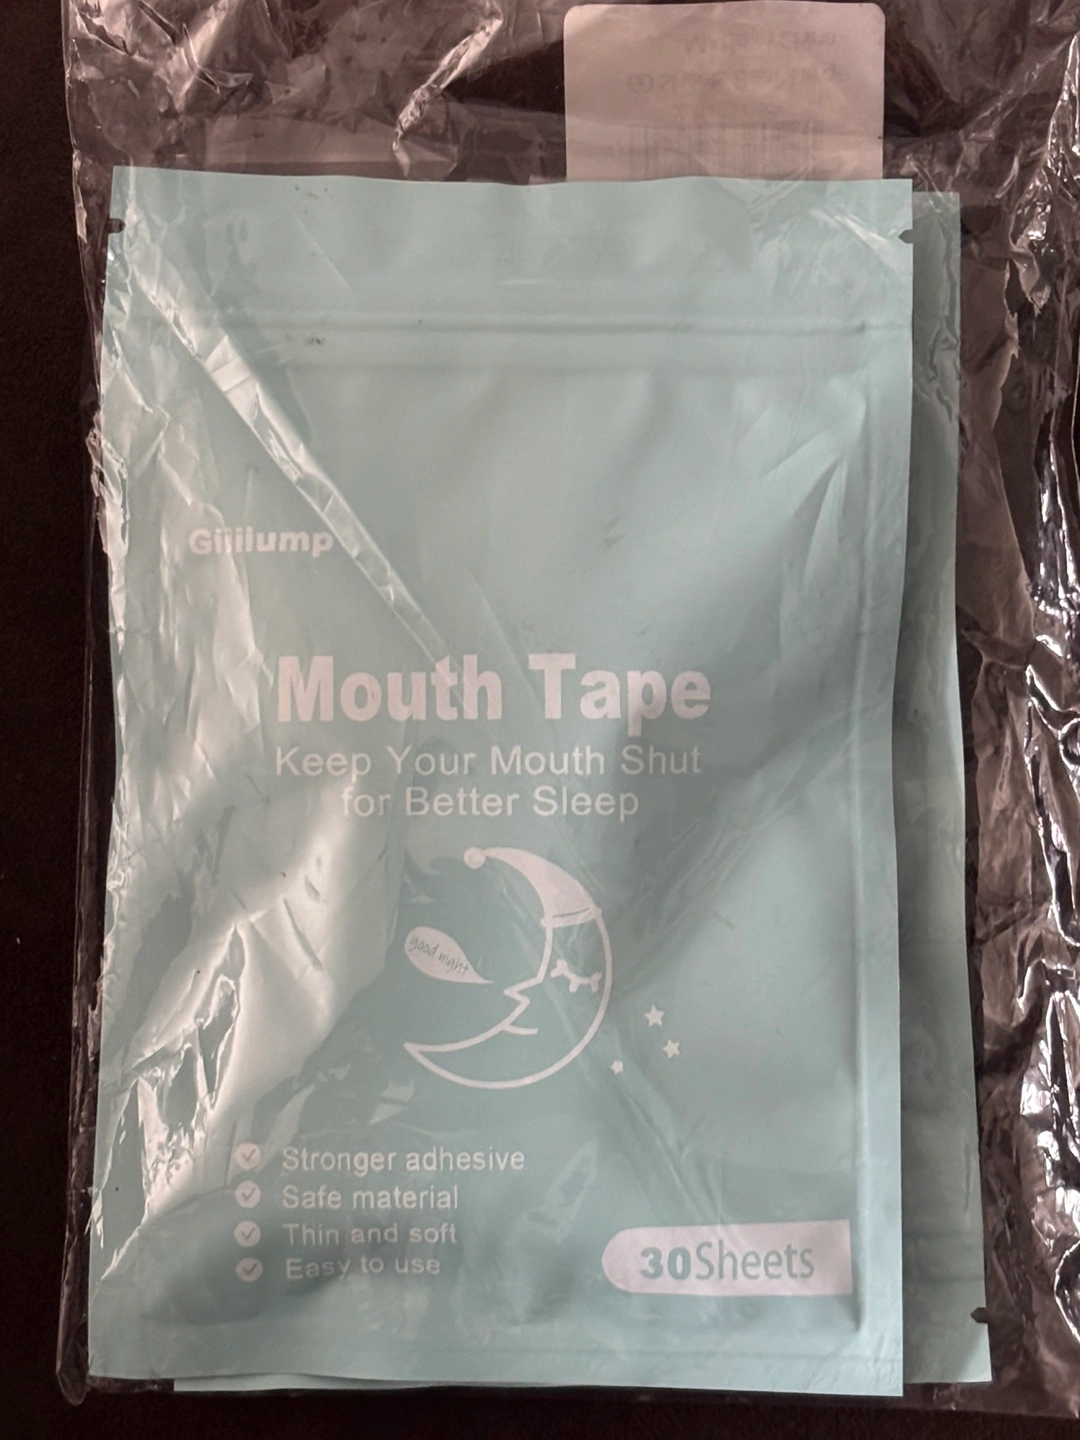 Giiilump
Mouth Tape
Keep Your Mouth Shut
for Better Sleep
good night
Stronger adhesive
Safe material
Thin and soft
Easy to use
30Sheets